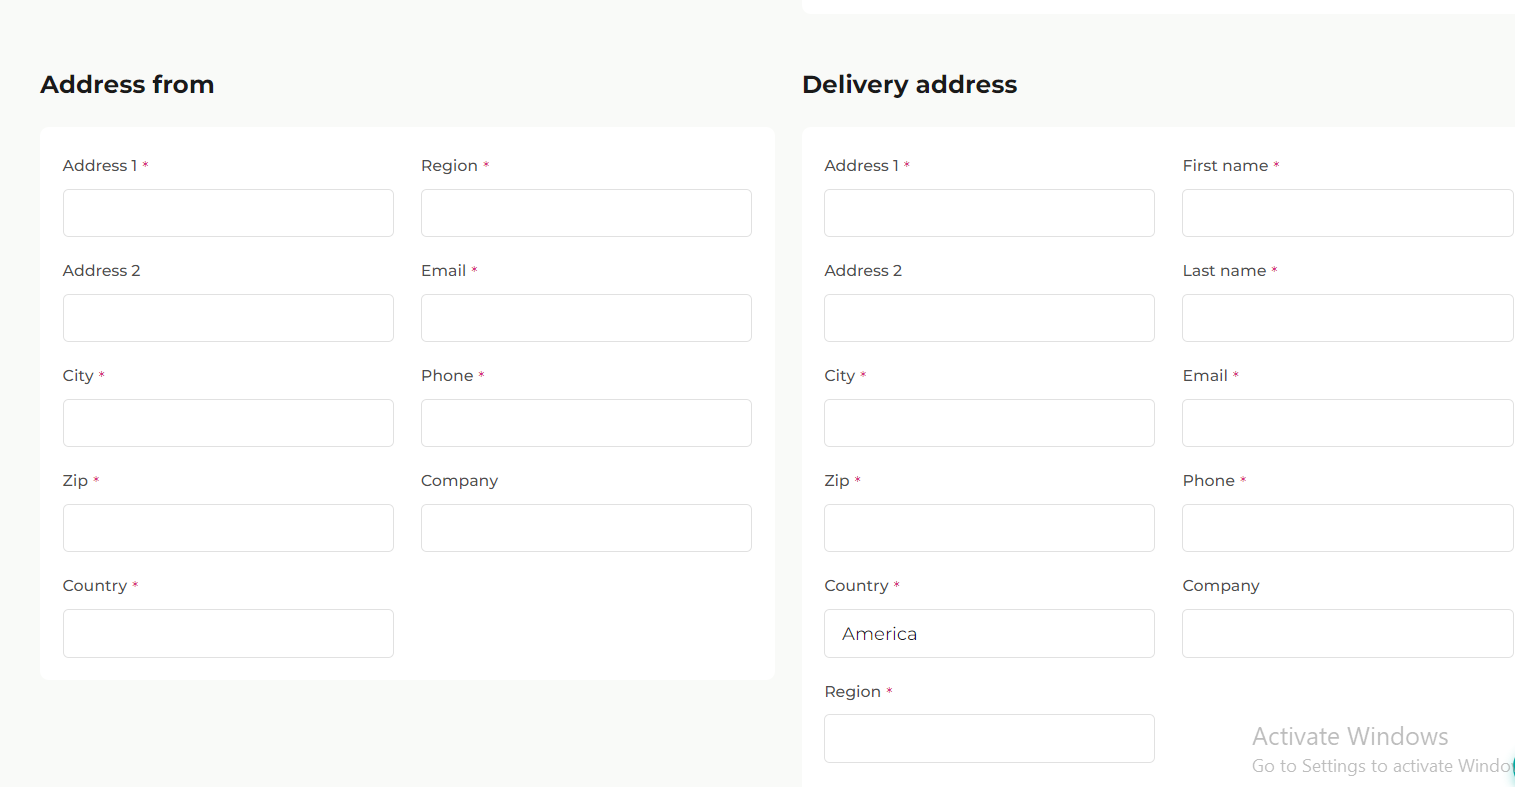 Address from
Address 1 *
Region *
Address 2
Email *
City *
Phone *
Zip *
Company
Country *
Delivery address
Address 1 *
First name *
Address 2
Last name *
City *
Email *
Zip *
Phone *
Country *
Company
America
Region *
Activate Windows
Go to Settings to activate Windo